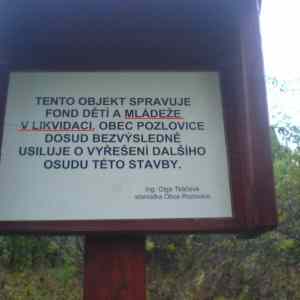 TENTO OBJEKT SPRAVUJE
FOND DĚTÍ A MLÁDEŽE
V LIKVIDACI, OBEC POZLOVICE
DOSUD BEZVÝSLEDNĚ
USILUJE O VYŘEŠENÍ DALŠÍHO
OSUDU TÉTO STAVBY.
Ing. Olga Tkáčová
starostka Obce Pozlovice